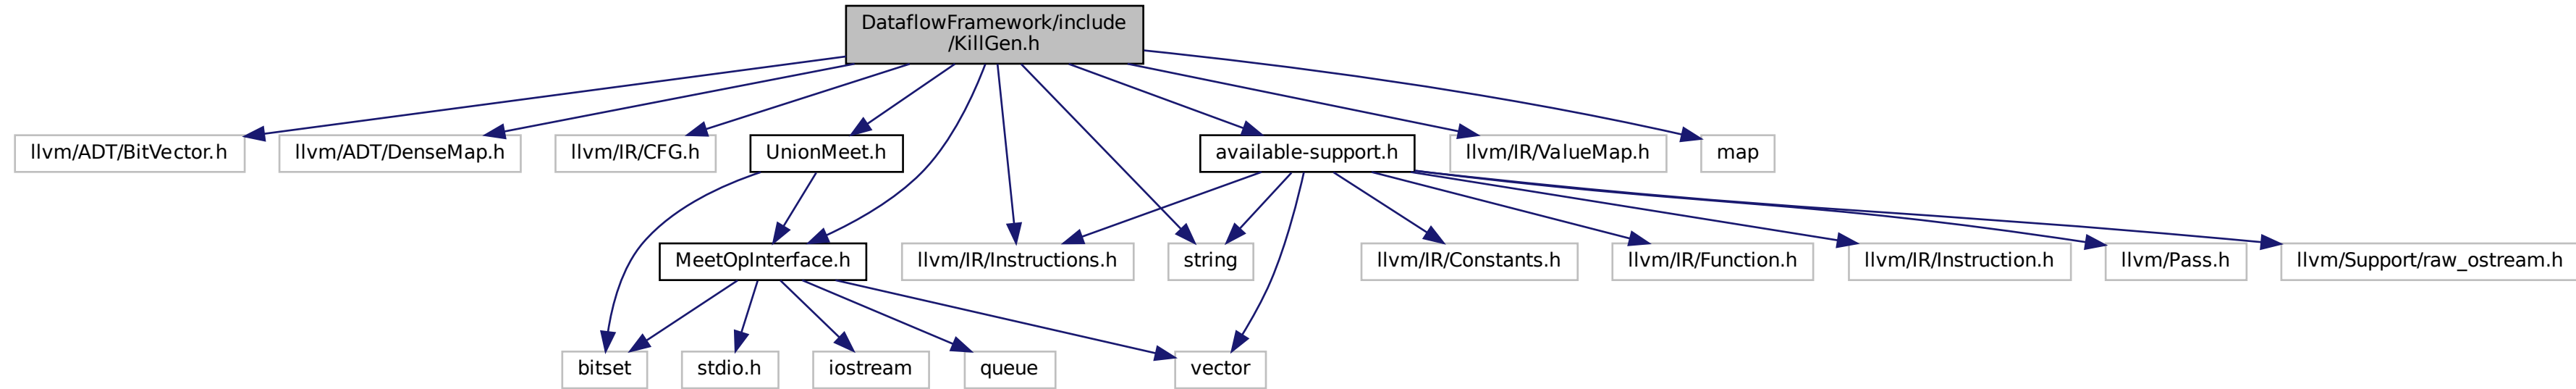 DataflowFramework/include
/KillGen.h
llvm/ADT/BitVector.h
llvm/ADT/DenseMap.h
llvm/IR/CFG.h
UnionMeet.h
available-support.h
llvm/IR/ValueMap.h
map
MeetOpInterface.h
llvm/IR/Instructions.h
string
llvm/IR/Constants.h
llvm/IR/Function.h
llvm/IR/Instruction.h
llvm/Pass.h
llvm/Support/raw_ostream.h
bitset
stdio.h
iostream
queue
vector